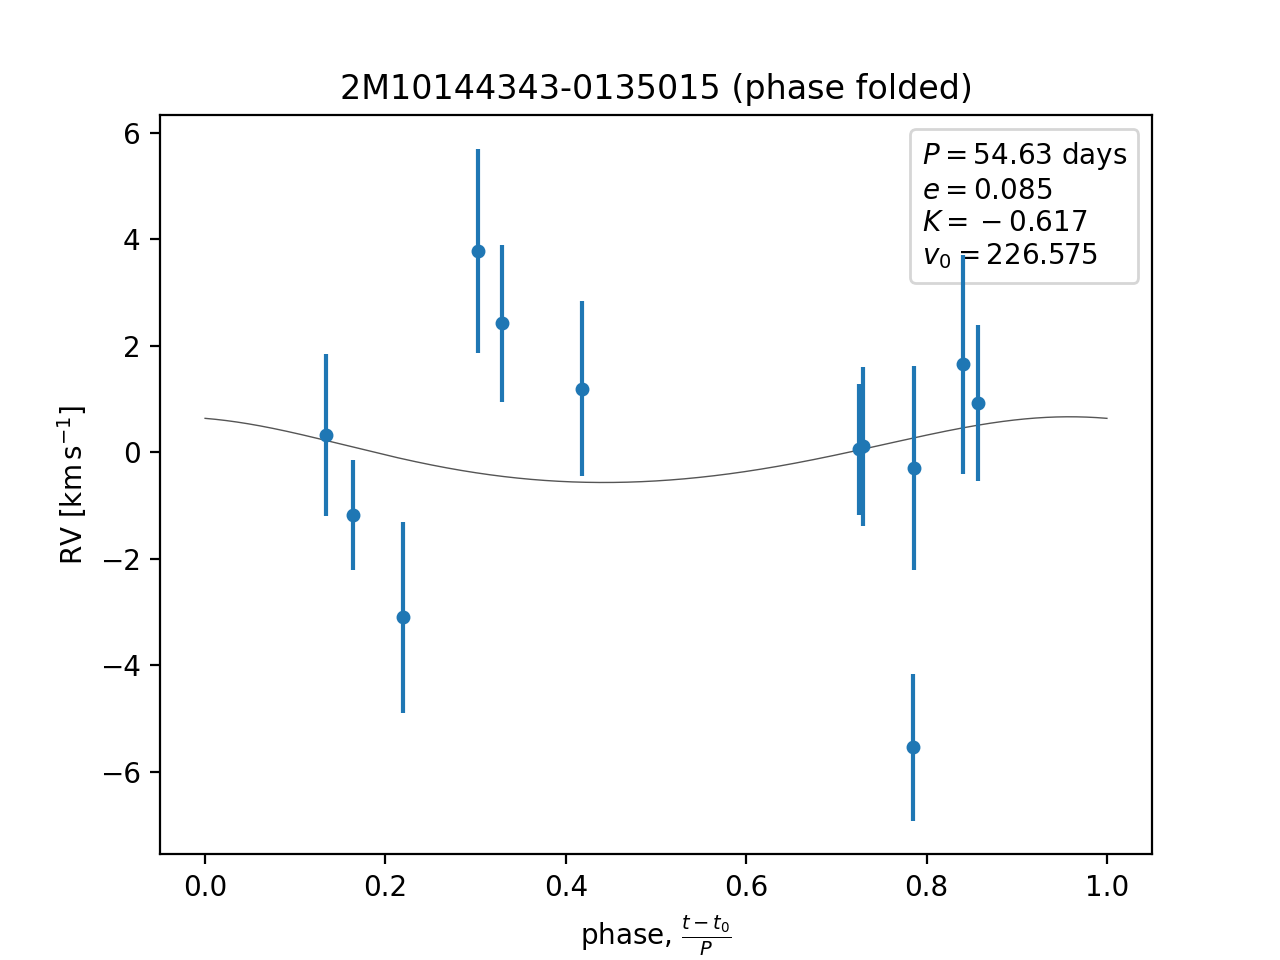 2M10144343-0135015 (phase folded)
P = 54.63 days
e = 0.085
K = −0.617
v₀ = 226.575
6
4
2
0
−2
−4
−6
RV [km s⁻¹]
0.0 0.2 0.4 0.6 0.8 1.0
phase, (t − t₀)/P